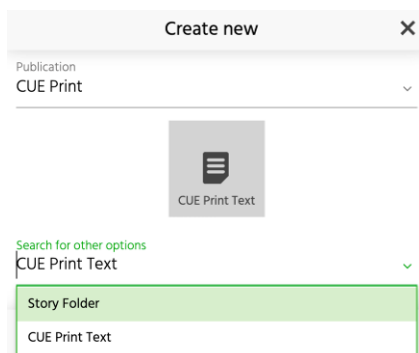 Create new
Publication
CUE Print
CUE Print Text
Search for other options
CUE Print Text
Story Folder
CUE Print Text